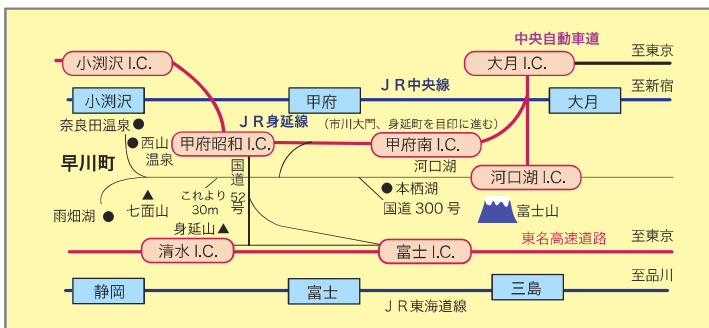 中央自動車道
小渕沢 I.C.
大月 I.C.
至東京
JR中央線
至新宿
小渕沢
甲府
大月
奈良田温泉
JR身延線
(市川大門、身延町を目印に進む)
西山
温泉
甲府昭和 I.C.
甲府南 I.C.
早川町
国道52号
河口湖
河口湖 I.C.
これより
30m
本栖湖
七面山
国道 300 号
富士山
雨畑湖
身延山
東名高速道路
至東京
清水 I.C.
富士 I.C.
至品川
静岡
富士
三島
JR東海道線